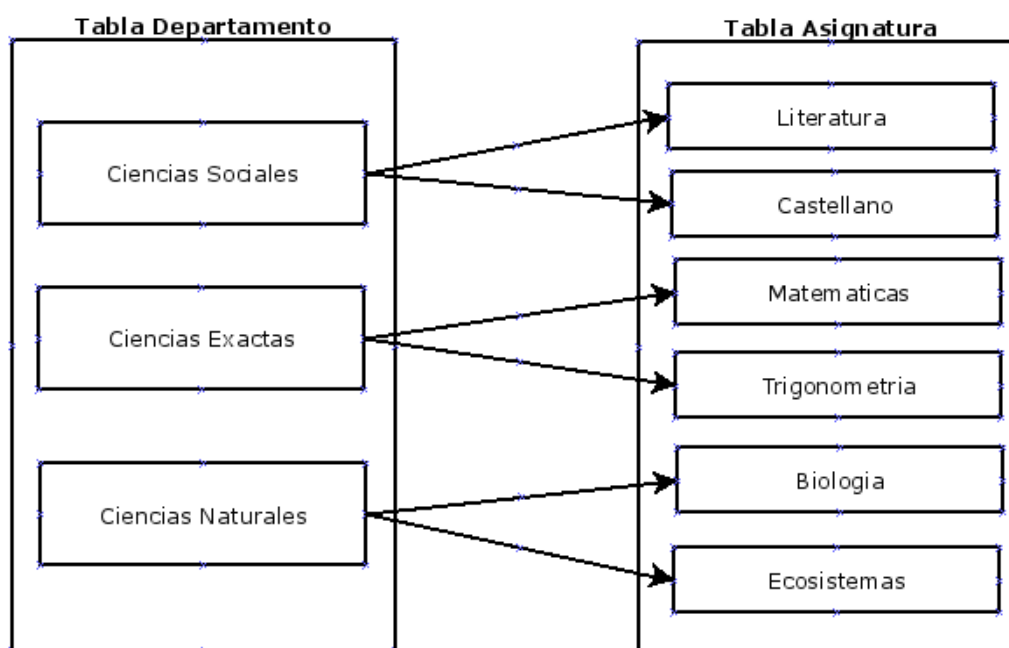 Tabla Departamento
Tabla Asignatura
Ciencias Sociales
Literatura
Castellano
Ciencias Exactas
Matematicas
Trigonometria
Ciencias Naturales
Biologia
Ecosistemas